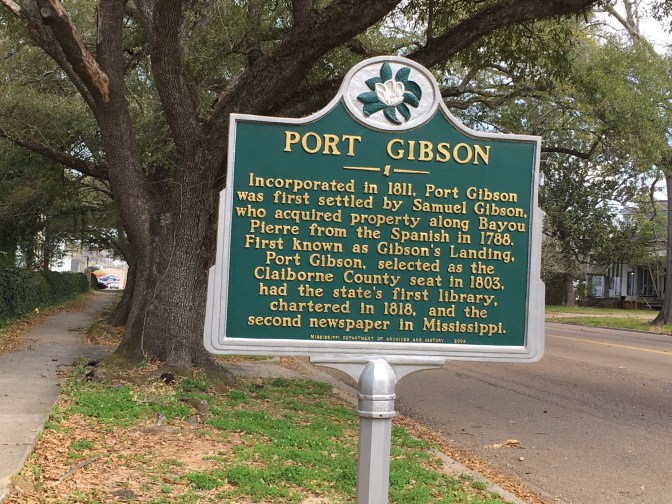 PORT GIBSON
Incorporated in 1811, Port Gibson
was first settled by Samuel Gibson,
who acquired property along Bayou
Pierre from the Spanish in 1788.
First known as Gibson's Landing,
Port Gibson, selected as the
Claiborne County seat in 1803,
had the state's first library,
chartered in 1818, and the
second newspaper in Mississippi.
MISSISSIPPI DEPARTMENT OF ARCHIVES AND HISTORY 2004